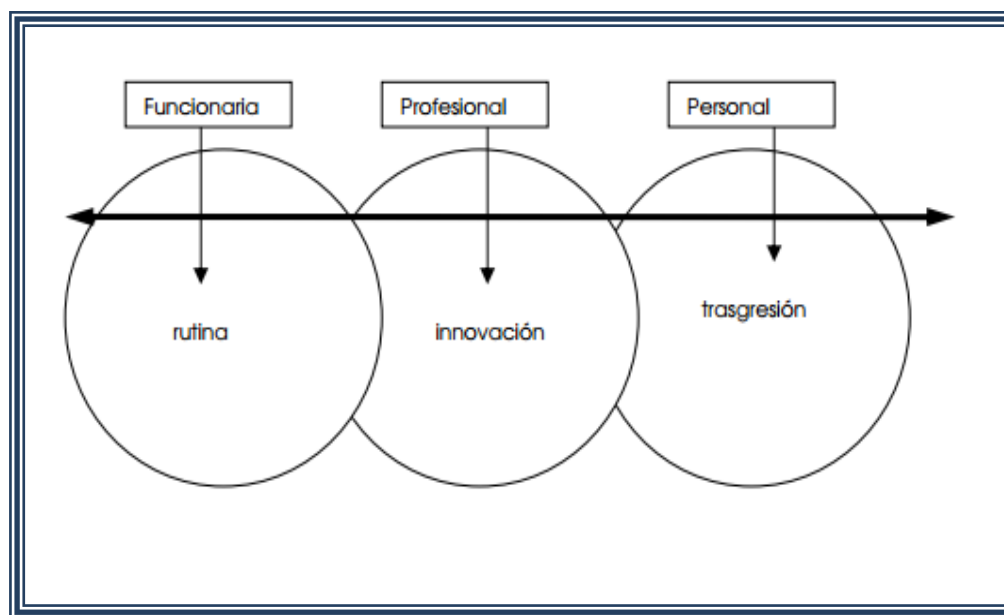 Funcionaria
Profesional
Personal
rutina
innovación
trasgresión